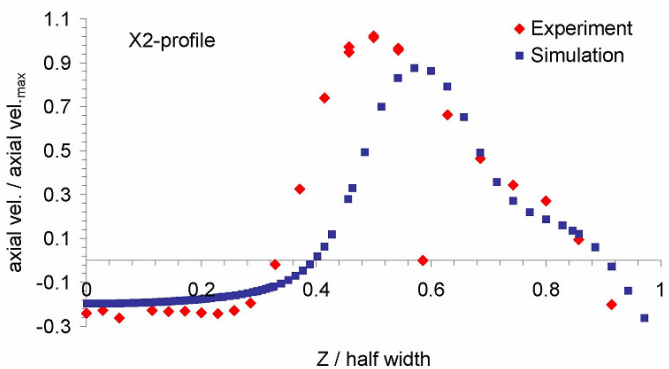 X2-profile
Experiment
Simulation
axial vel. / axial vel.max
1.1
0.9
0.7
0.5
0.3
0.1
-0.1
-0.3
0
0.2
0.4
0.6
0.8
1
Z / half width